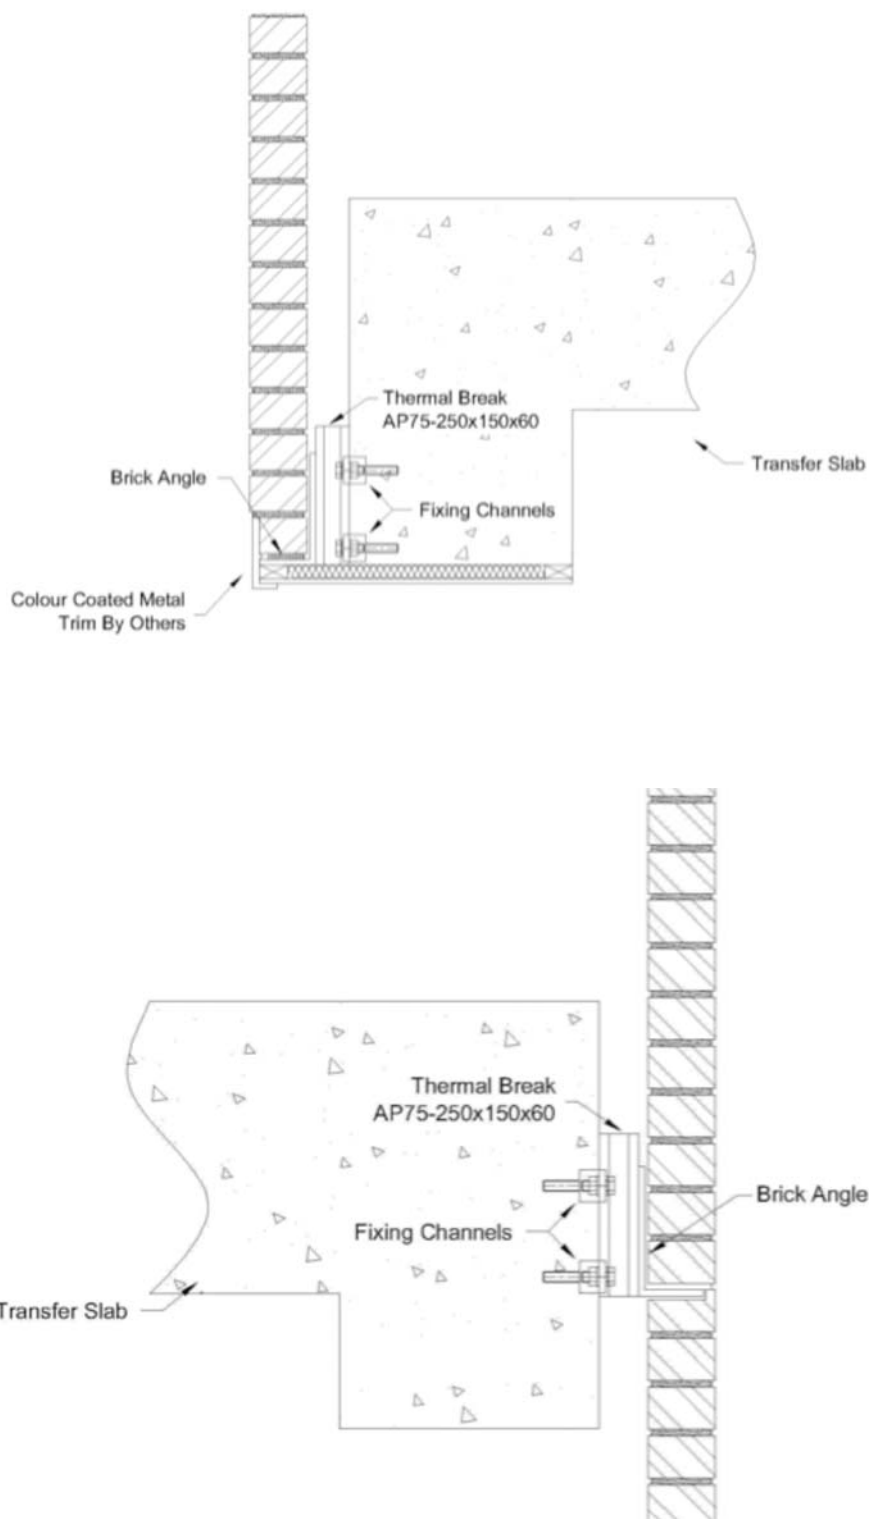 Thermal Break
AP75-250x150x60
Transfer Slab
Brick Angle
Fixing Channels
Colour Coated Metal
Trim By Others
Thermal Break
AP75-250x150x60
Brick Angle
Fixing Channels
Transfer Slab